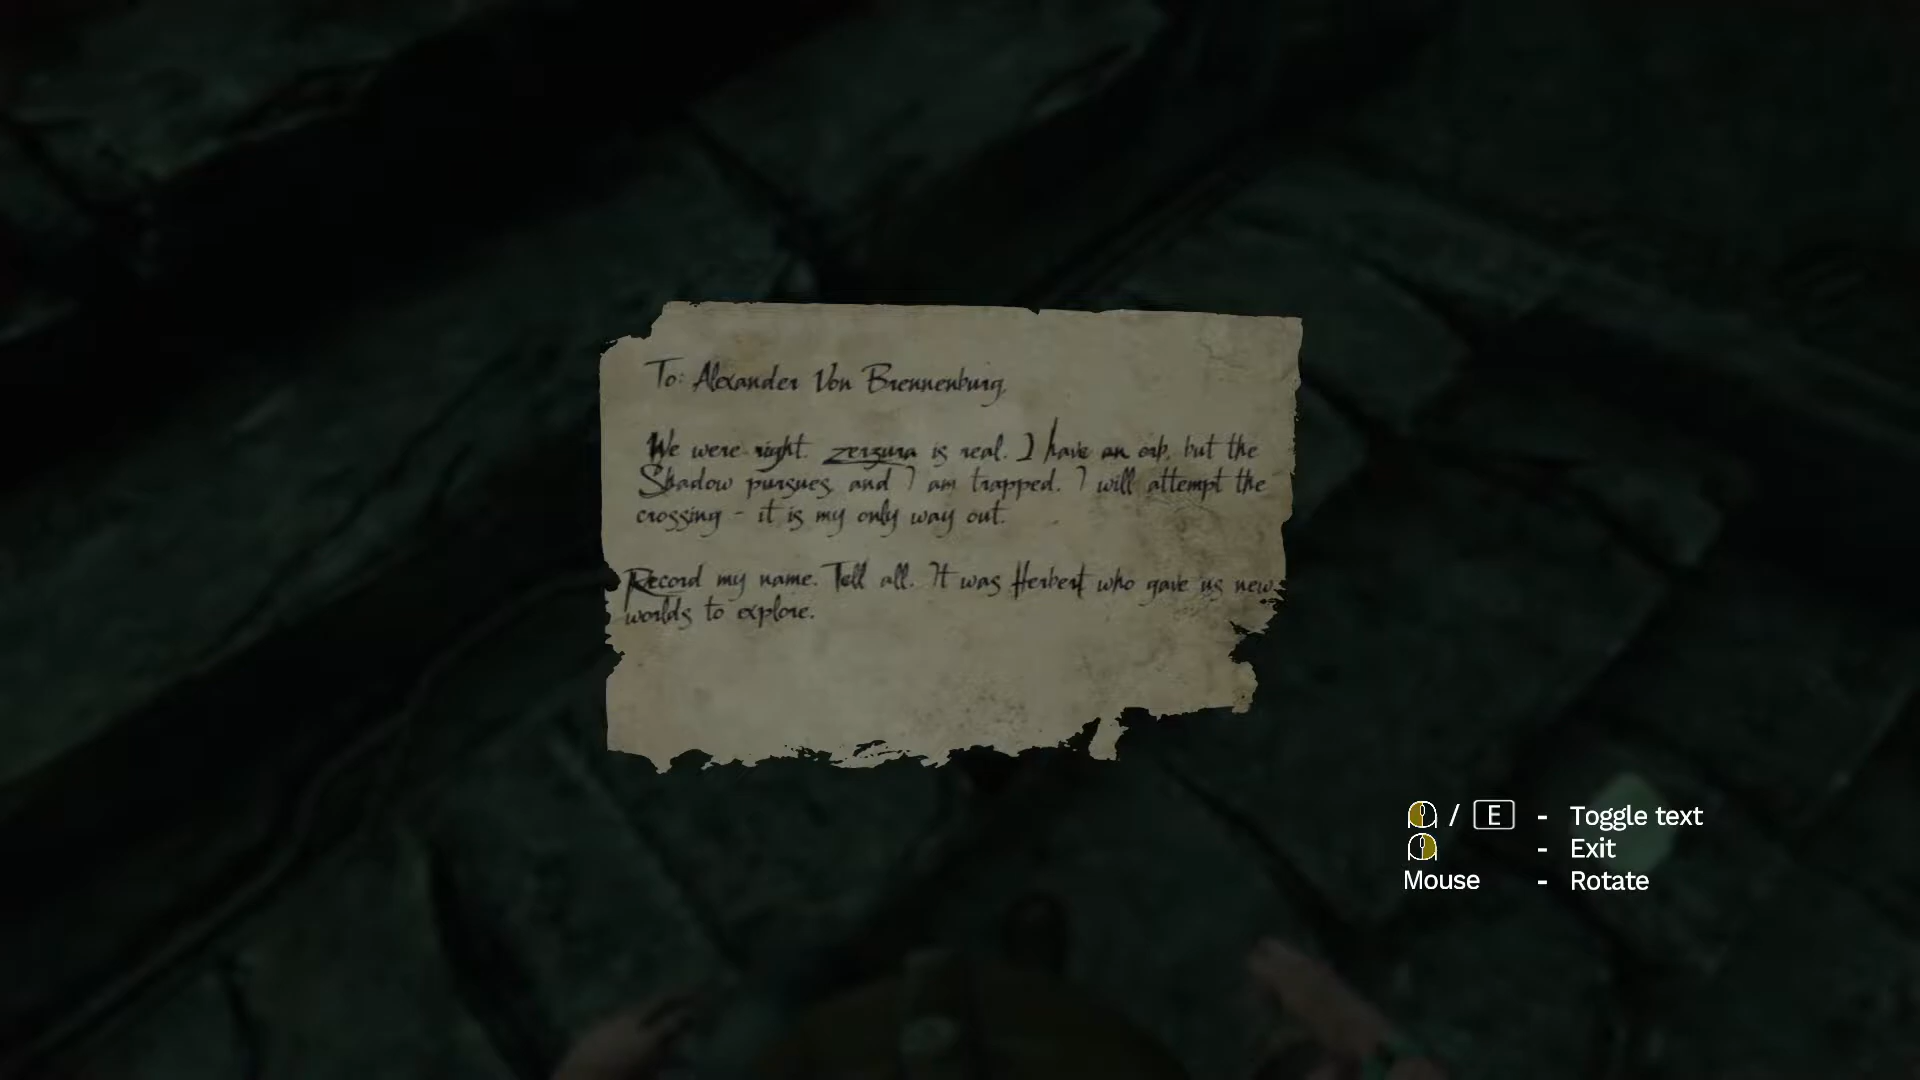 To: Alexander Von Brennenburg,
We were right. zerzura is real. I have an orb, but the
Shadow pursues, and I am trapped. I will attempt the
crossing - it is my only way out.
Record my name. Tell all. It was Herbert who gave us new
worlds to explore.
/ E - Toggle text
- Exit
Mouse - Rotate